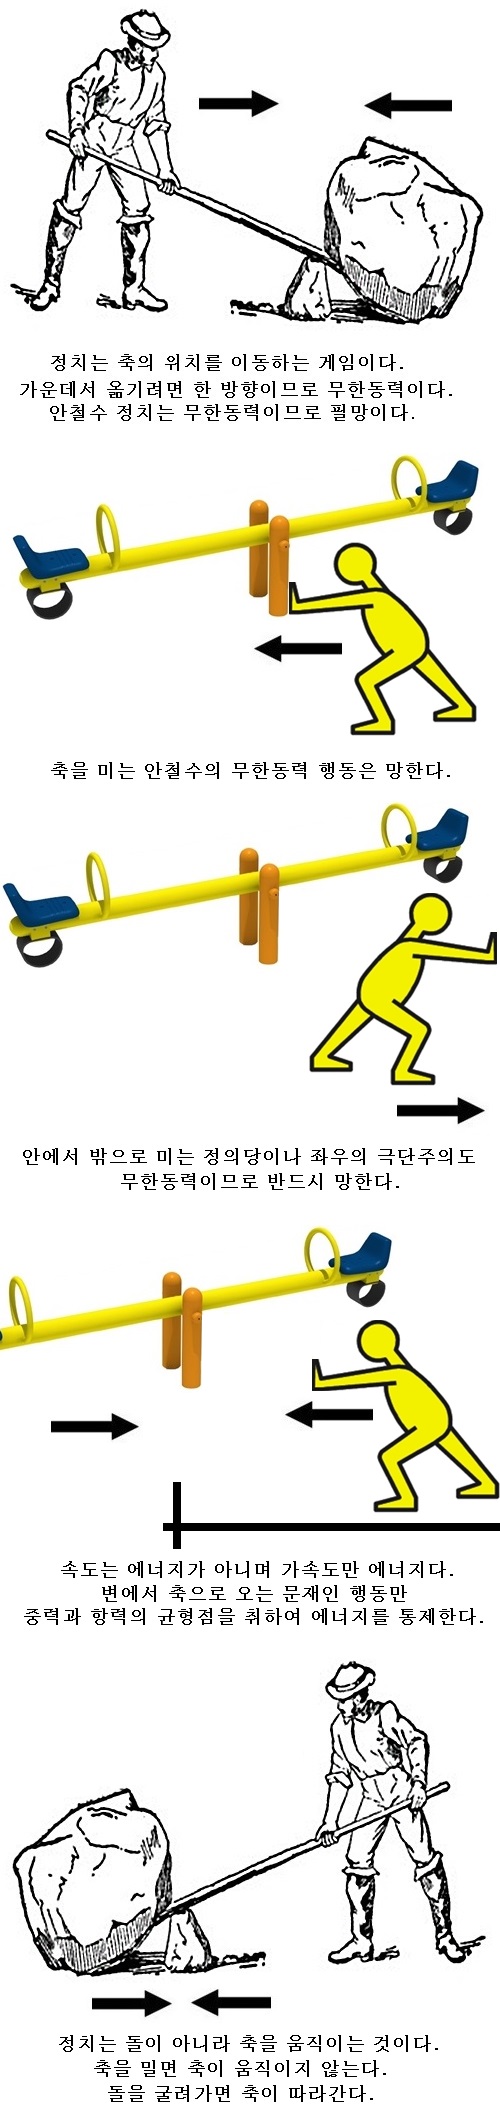 정치는 축의 위치를 이동하는 게임이다.
가운데서 옮기려면 한 방향이므로 무한동력이다.
안철수 정치는 무한동력이므로 필망이다.
축을 미는 안철수의 무한동력 행동은 망한다.
안에서 밖으로 미는 정의당이나 좌우의 극단주의도
무한동력이므로 반드시 망한다.
속도는 에너지가 아니며 가속도만 에너지다.
변에서 축으로 오는 문재인 행동만
중력과 항력의 균형점을 취하여 에너지를 통제한다.
정치는 돌이 아니라 축을 움직이는 것이다.
축을 밀면 축이 움직이지 않는다.
돌을 굴려가면 축이 따라간다.